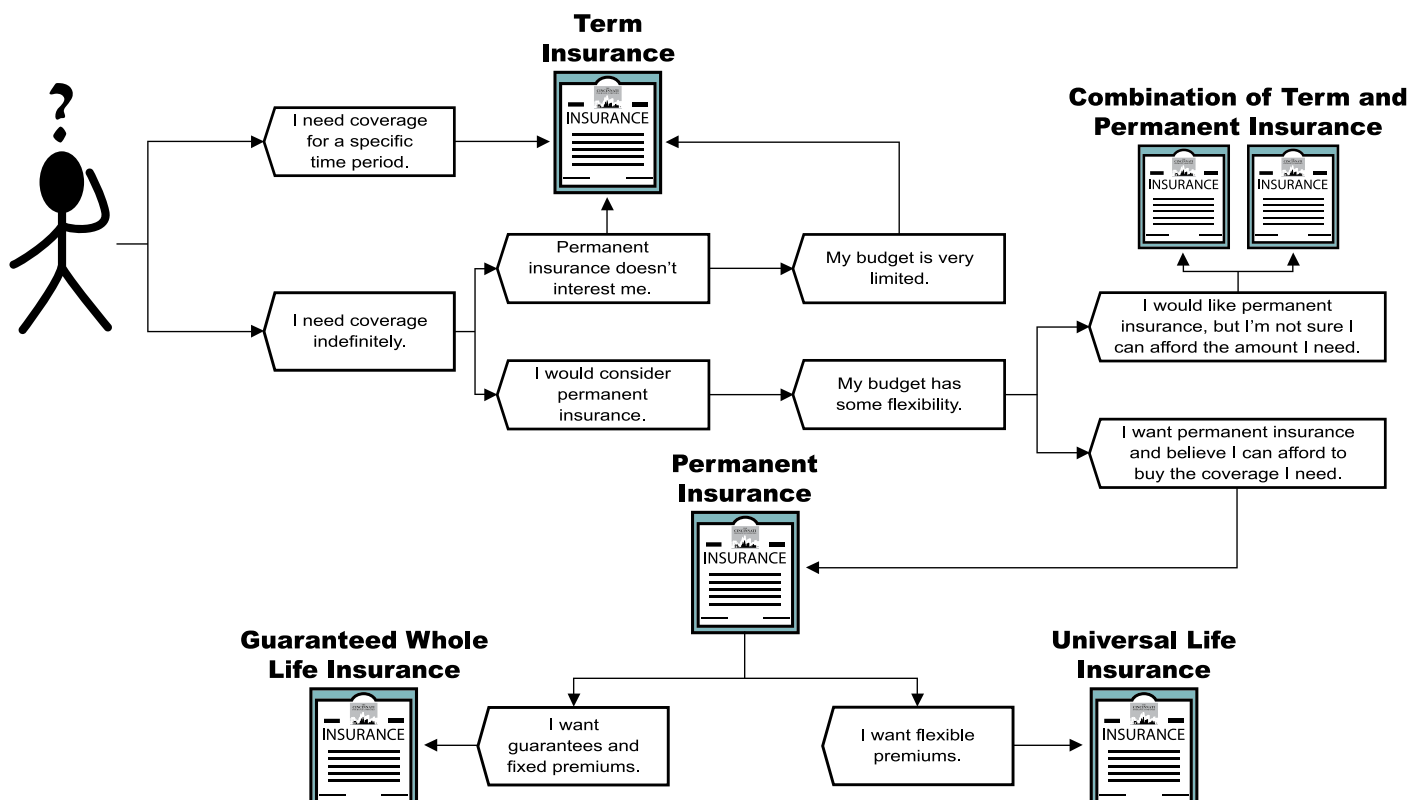 Term
Insurance
INSURANCE
?
I need coverage
for a specific
time period.
Combination of Term and
Permanent Insurance
INSURANCE
INSURANCE
Permanent
insurance doesn't
interest me.
My budget is very
limited.
I need coverage
indefinitely.
I would like permanent
insurance, but I'm not sure I
can afford the amount I need.
I would consider
permanent
insurance.
My budget has
some flexibility.
I want permanent insurance
and believe I can afford to
buy the coverage I need.
Permanent
Insurance
INSURANCE
Guaranteed Whole
Life Insurance
INSURANCE
I want
guarantees and
fixed premiums.
I want flexible
premiums.
Universal Life
Insurance
INSURANCE